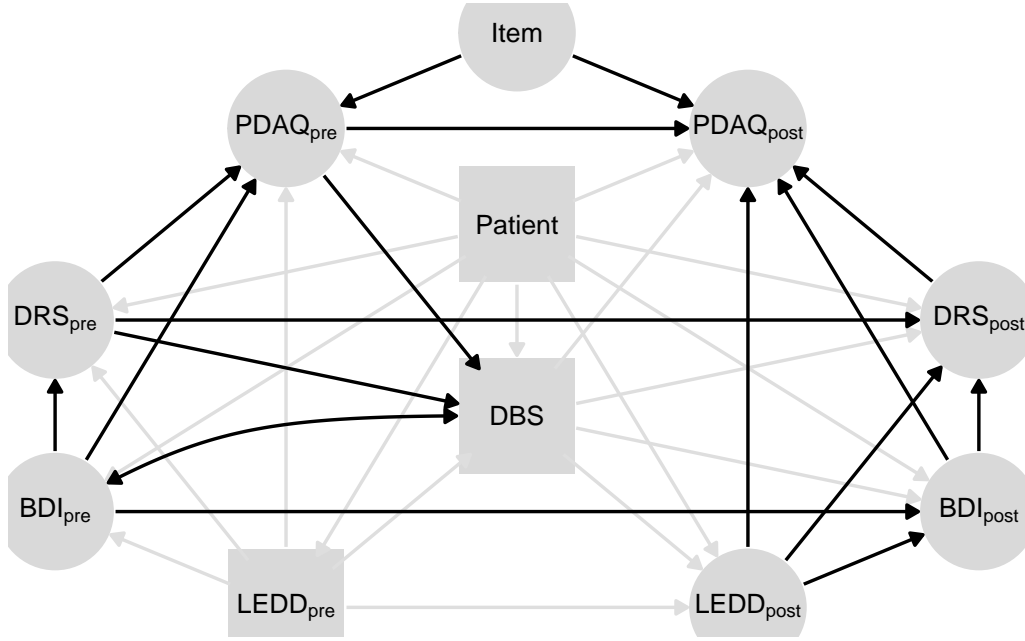 Item
PDAQpre
PDAQpost
Patient
DRSpre
DRSpost
DBS
BDIpre
BDIpost
LEDDpre
LEDDpost